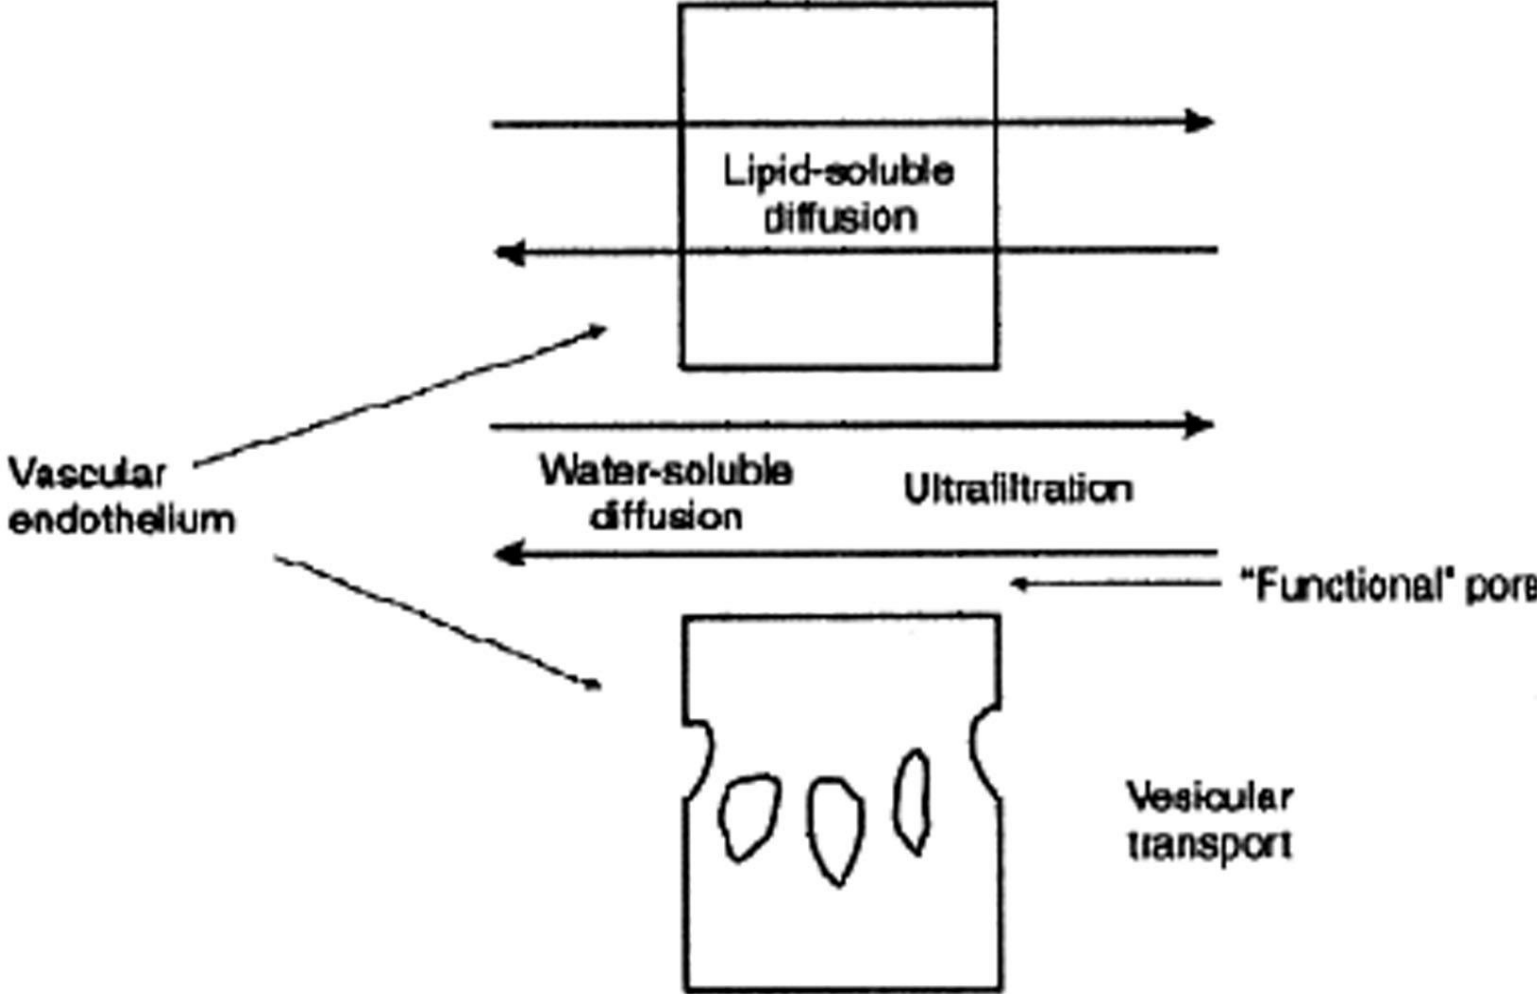 Lipid-soluble
diffusion
Vascular
endothelium
Water-soluble
diffusion
Ultrafiltration
"Functional" pore
Vesicular
transport